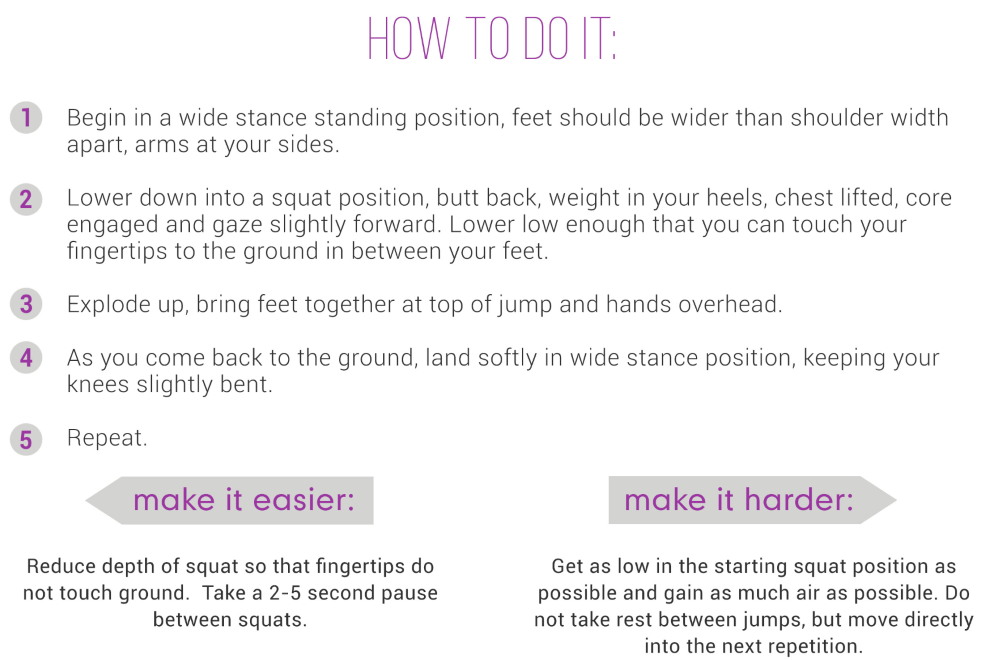 HOW TO DO IT:
1 Begin in a wide stance standing position, feet should be wider than shoulder width
apart, arms at your sides.
2 Lower down into a squat position, butt back, weight in your heels, chest lifted, core
engaged and gaze slightly forward. Lower low enough that you can touch your
fingertips to the ground in between your feet.
3 Explode up, bring feet together at top of jump and hands overhead.
4 As you come back to the ground, land softly in wide stance position, keeping your
knees slightly bent.
5 Repeat.
make it easier:
Reduce depth of squat so that fingertips do
not touch ground.  Take a 2-5 second pause
between squats.
make it harder:
Get as low in the starting squat position as
possible and gain as much air as possible. Do
not take rest between jumps, but move directly
into the next repetition.